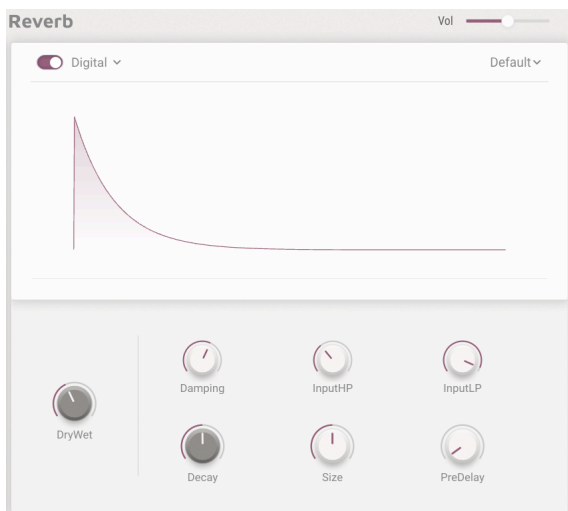 Reverb
Vol
Digital
Default
Damping
InputHP
InputLP
DryWet
Decay
Size
PreDelay